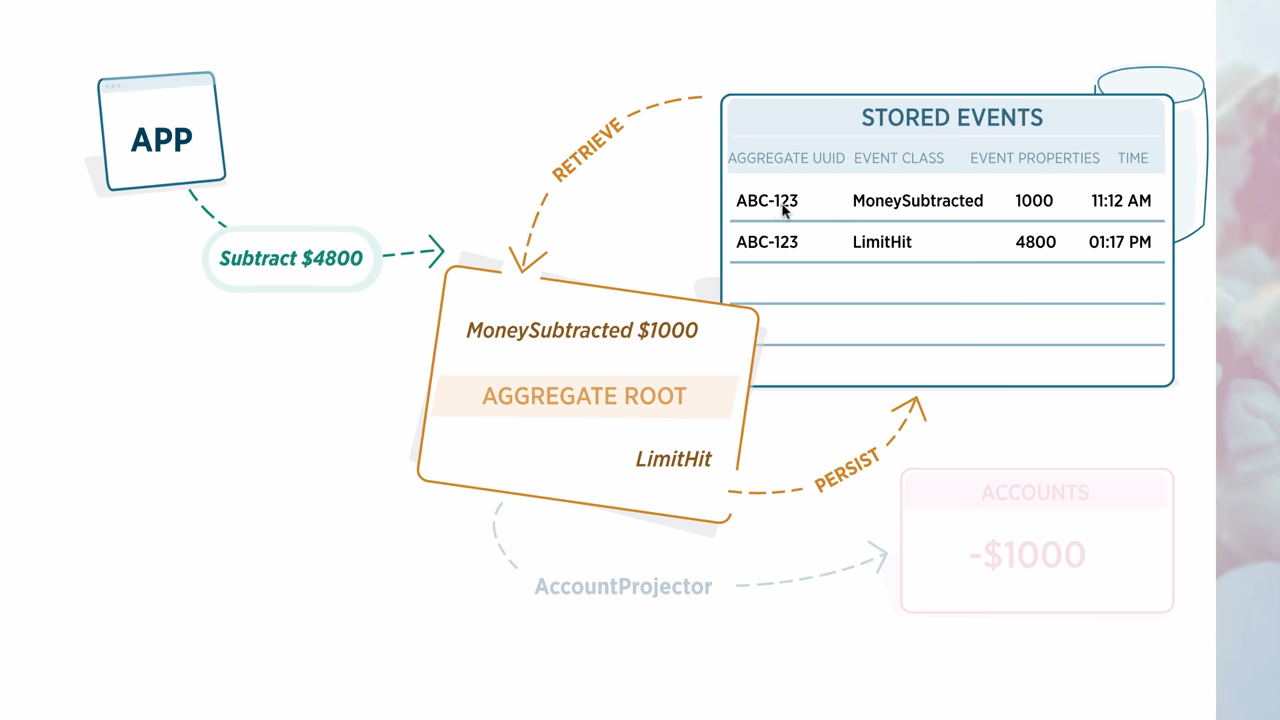 APP
Subtract $4800
RETRIEVE
STORED EVENTS
AGGREGATE UUID EVENT CLASS EVENT PROPERTIES TIME
ABC-123 MoneySubtracted 1000 11:12 AM
ABC-123 LimitHit 4800 01:17 PM
MoneySubtracted $1000
AGGREGATE ROOT
LimitHit
PERSIST
ACCOUNTS
-$1000
AccountProjector